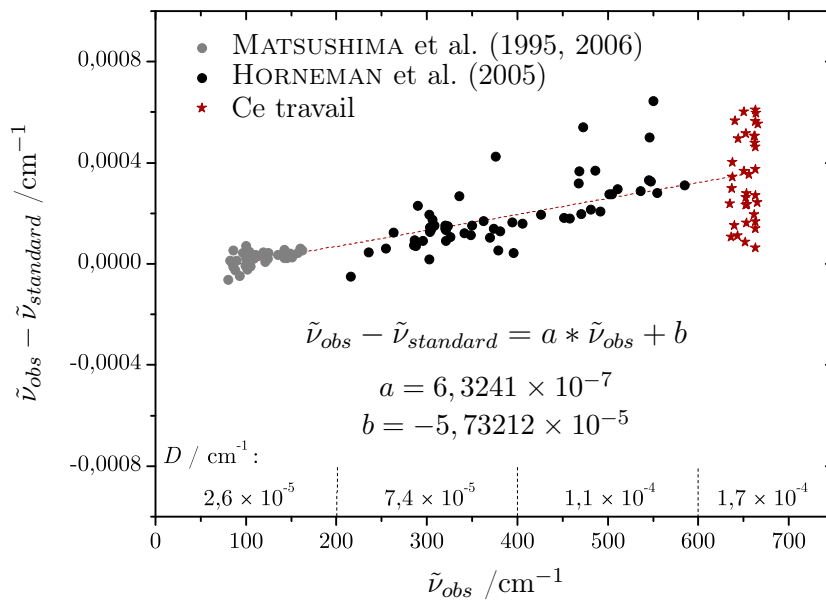 MATSUSHIMA et al. (1995, 2006)
HORNEMAN et al. (2005)
Ce travail
0,0008
0,0004
0,0000
-0,0004
-0,0008
ν̃obs − ν̃standard /cm⁻¹
ν̃obs − ν̃standard = a ∗ ν̃obs + b
a = 6,3241 × 10⁻⁷
b = −5,73212 × 10⁻⁵
D / cm⁻¹:
2,6 × 10⁻⁵ 7,4 × 10⁻⁵ 1,1 × 10⁻⁴ 1,7 × 10⁻⁴
0 100 200 300 400 500 600 700
ν̃obs /cm⁻¹